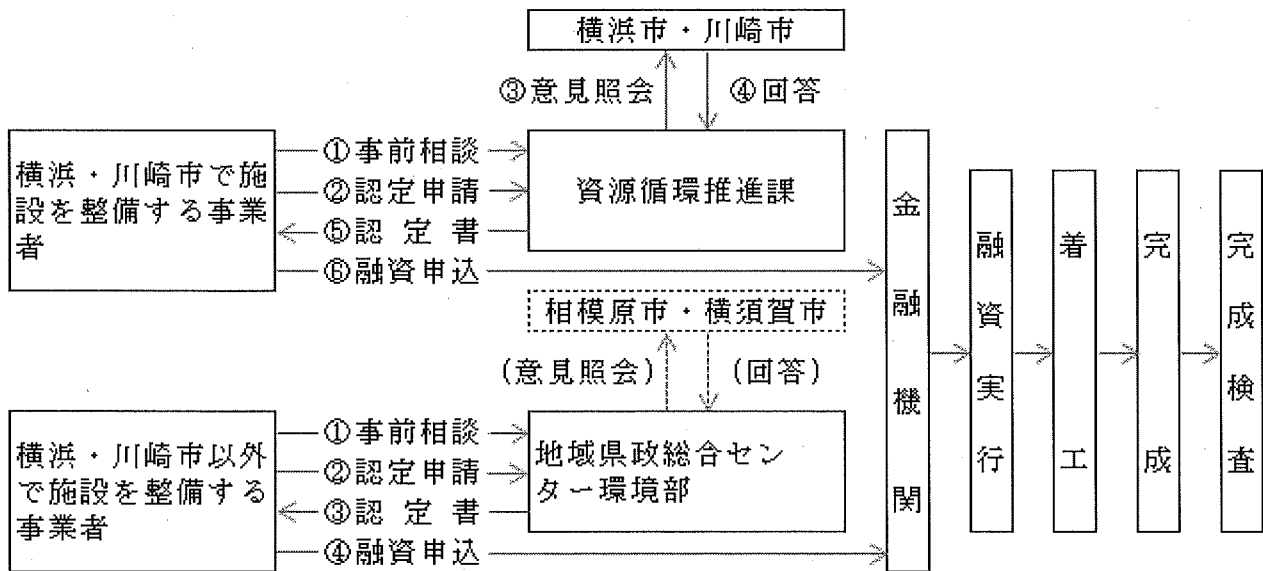 横浜市・川崎市
③意見照会
④回答
横浜・川崎市で施
設を整備する事業
者
①事前相談
②認定申請
⑤認定書
⑥融資申込
資源循環推進課
相模原市・横須賀市
(意見照会)
(回答)
横浜・川崎市以外
で施設を整備する
事業者
①事前相談
②認定申請
③認定書
④融資申込
地域県政総合セン
ター環境部
金融機関
融資実行
着工
完成
完成検査